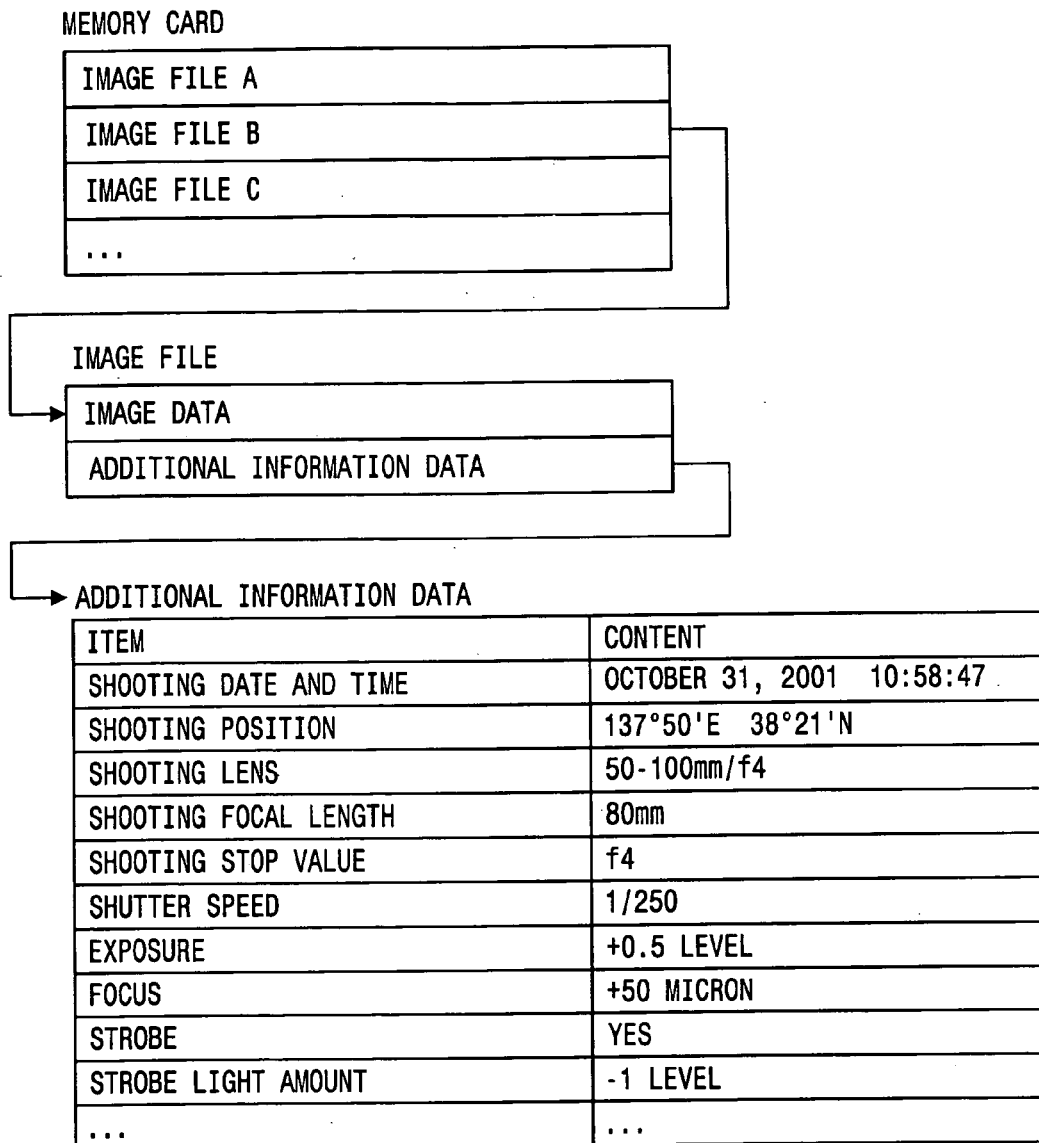 MEMORY CARD
IMAGE FILE A
IMAGE FILE B
IMAGE FILE C
...
IMAGE FILE
IMAGE DATA
ADDITIONAL INFORMATION DATA
ADDITIONAL INFORMATION DATA
ITEM CONTENT
SHOOTING DATE AND TIME OCTOBER 31, 2001 10:58:47
SHOOTING POSITION 137°50'E 38°21'N
SHOOTING LENS 50-100mm/f4
SHOOTING FOCAL LENGTH 80mm
SHOOTING STOP VALUE f4
SHUTTER SPEED 1/250
EXPOSURE +0.5 LEVEL
FOCUS +50 MICRON
STROBE YES
STROBE LIGHT AMOUNT -1 LEVEL
... ...